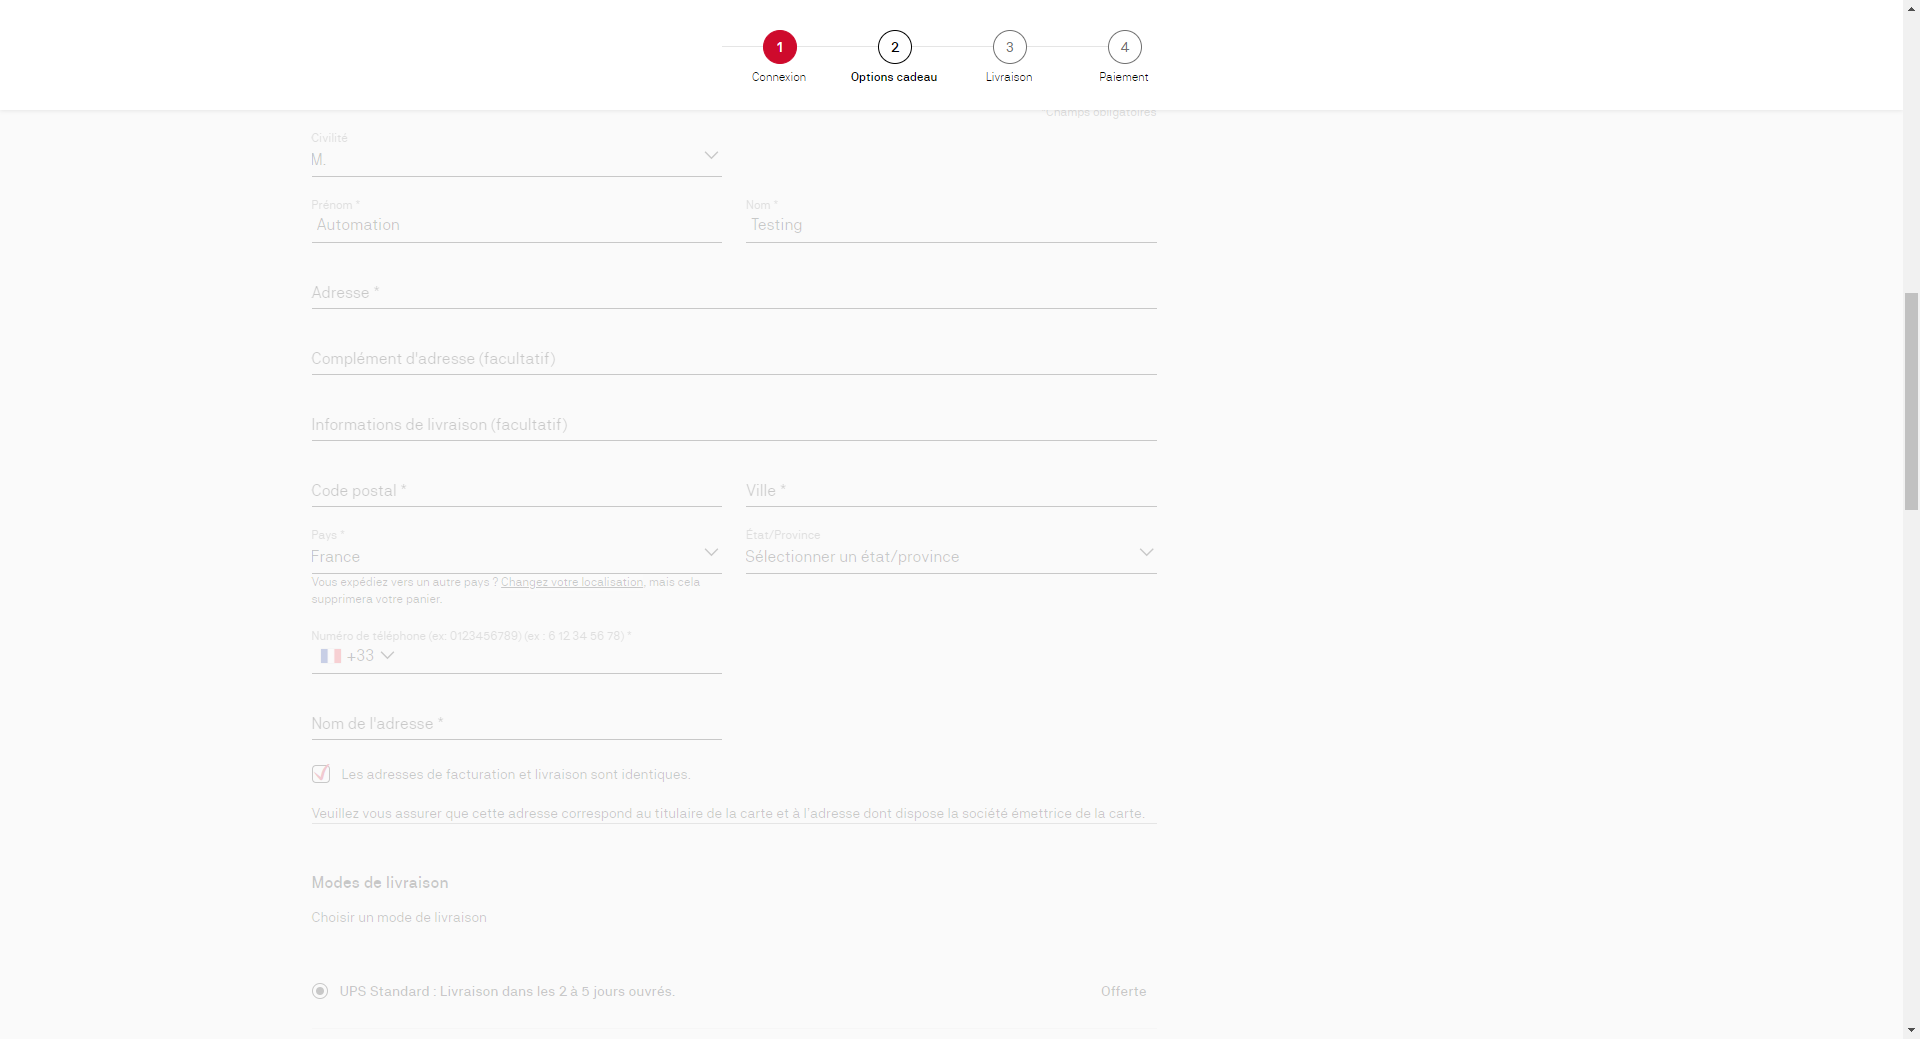 1
2
3
4
Connexion
Options cadeau
Livraison
Paiement
*Champs obligatoires
Civilité
M.
Prénom *
Nom *
Automation
Testing
Adresse *
Complément d'adresse (facultatif)
Informations de livraison (facultatif)
Code postal *
Ville *
Pays *
État/Province
France
Sélectionner un état/province
Vous expédiez vers un autre pays ? Changez votre localisation, mais cela
supprimera votre panier.
Numéro de téléphone (ex: 0123456789) (ex : 6 12 34 56 78) *
+33
Nom de l'adresse *
Les adresses de facturation et livraison sont identiques.
Veuillez vous assurer que cette adresse correspond au titulaire de la carte et à l'adresse dont dispose la société émettrice de la carte.
Modes de livraison
Choisir un mode de livraison
UPS Standard : Livraison dans les 2 à 5 jours ouvrés.
Offerte